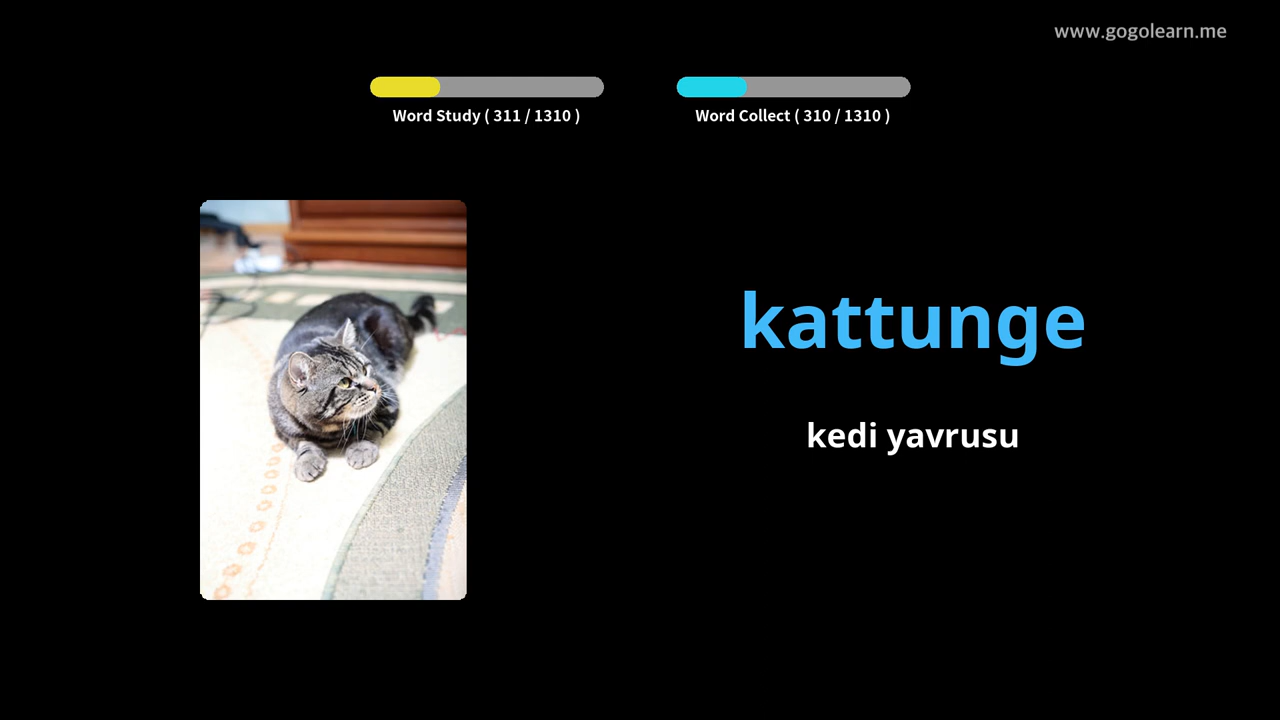 www.gogolearn.me
Word Study ( 311 / 1310 )
Word Collect ( 310 / 1310 )
kattunge
kedi yavrusu